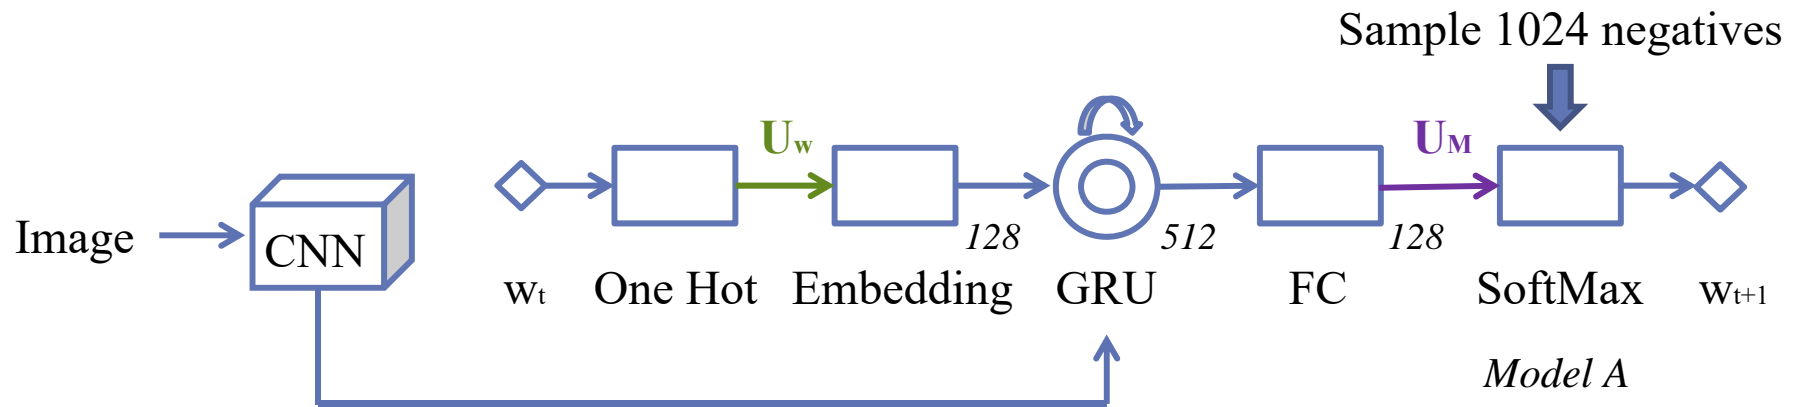 Sample 1024 negatives
Uw
UM
Image
CNN
128
512
128
wt
One Hot
Embedding
GRU
FC
SoftMax
wt+1
Model A